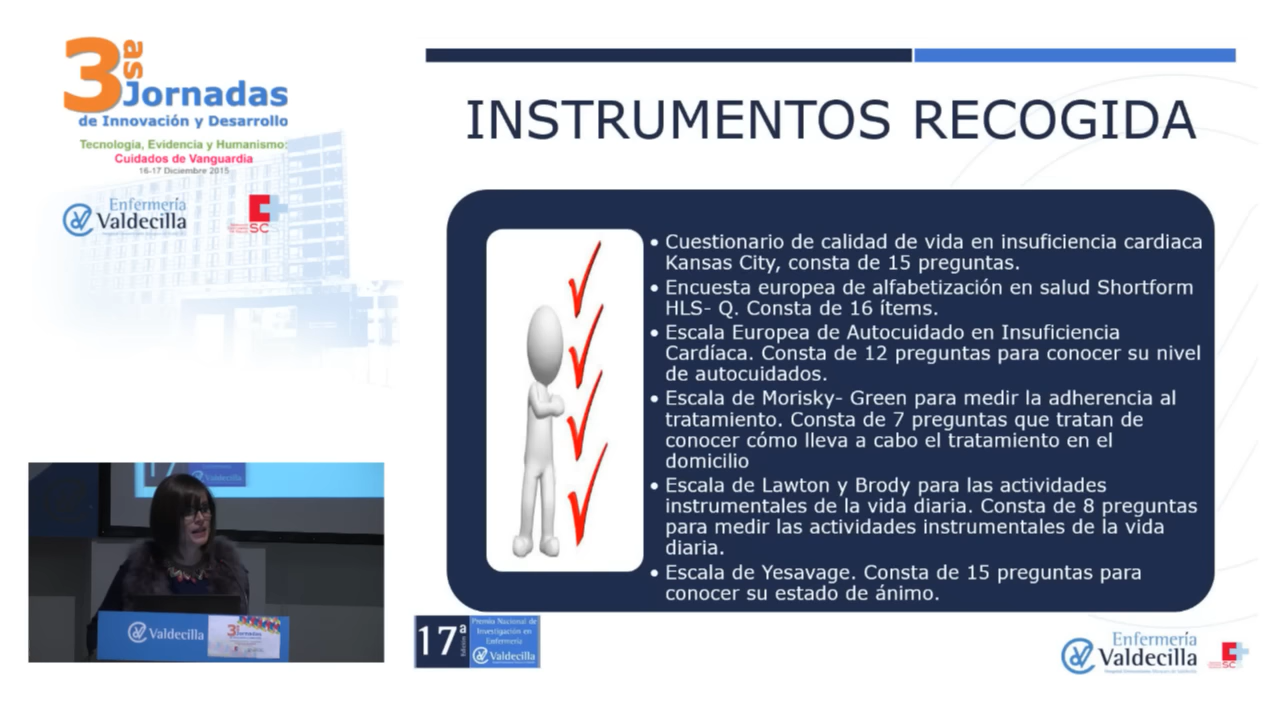 3as Jornadas
de Innovación y Desarrollo
Tecnología, Evidencia y Humanismo:
Cuidados de Vanguardia
16-17 Diciembre 2015
Enfermería
Valdecilla
SC
INSTRUMENTOS RECOGIDA
• Cuestionario de calidad de vida en insuficiencia cardiaca
Kansas City, consta de 15 preguntas.
• Encuesta europea de alfabetización en salud Shortform
HLS- Q. Consta de 16 ítems.
• Escala Europea de Autocuidado en Insuficiencia
Cardíaca. Consta de 12 preguntas para conocer su nivel
de autocuidados.
• Escala de Morisky- Green para medir la adherencia al
tratamiento. Consta de 7 preguntas que tratan de
conocer cómo lleva a cabo el tratamiento en el
domicilio
• Escala de Lawton y Brody para las actividades
instrumentales de la vida diaria. Consta de 8 preguntas
para medir las actividades instrumentales de la vida
diaria.
• Escala de Yesavage. Consta de 15 preguntas para
conocer su estado de ánimo.
17
Valdecilla
3as Jornadas
17ª Edición
Premio Nacional de
Investigación en
Enfermería
Valdecilla
Enfermería
Valdecilla
SC